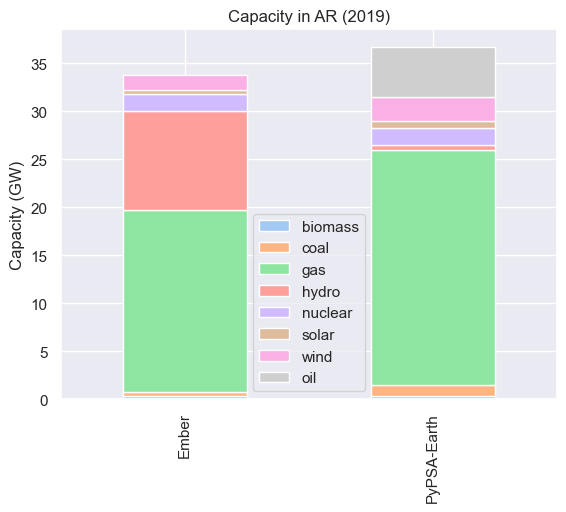 Capacity in AR (2019)
Capacity (GW)
35
30
25
20
15
10
5
0
biomass
coal
gas
hydro
nuclear
solar
wind
oil
Ember
PyPSA-Earth